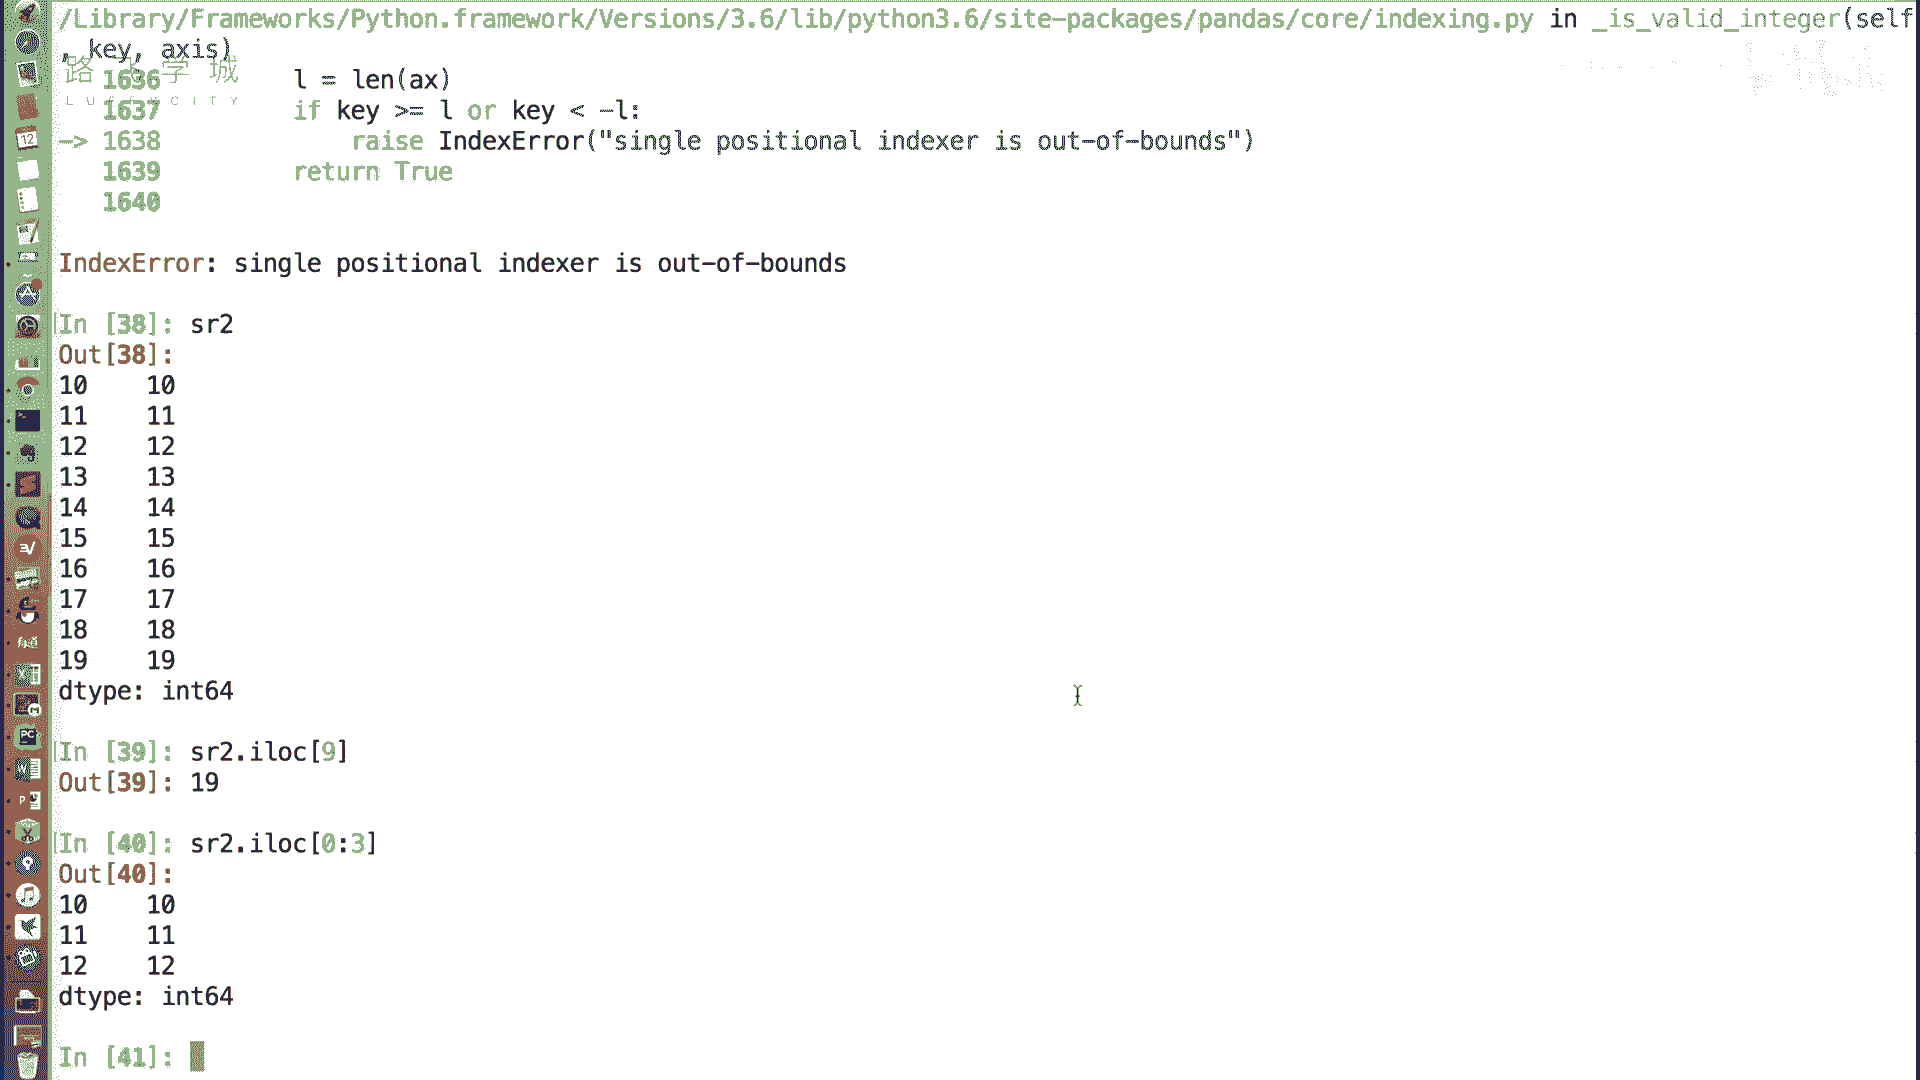 /Library/Frameworks/Python.framework/Versions/3.6/lib/python3.6/site-packages/pandas/core/indexing.py in _is_valid_integer(self
, key, axis)
路飞学城
LUFFYCITY
1636 l = len(ax)
1637 if key >= l or key < -l:
-> 1638 raise IndexError("single positional indexer is out-of-bounds")
1639 return True
1640
IndexError: single positional indexer is out-of-bounds
In [38]: sr2
Out[38]:
10 10
11 11
12 12
13 13
14 14
15 15
16 16
17 17
18 18
19 19
dtype: int64
In [39]: sr2.iloc[9]
Out[39]: 19
In [40]: sr2.iloc[0:3]
Out[40]:
10 10
11 11
12 12
dtype: int64
In [41]: